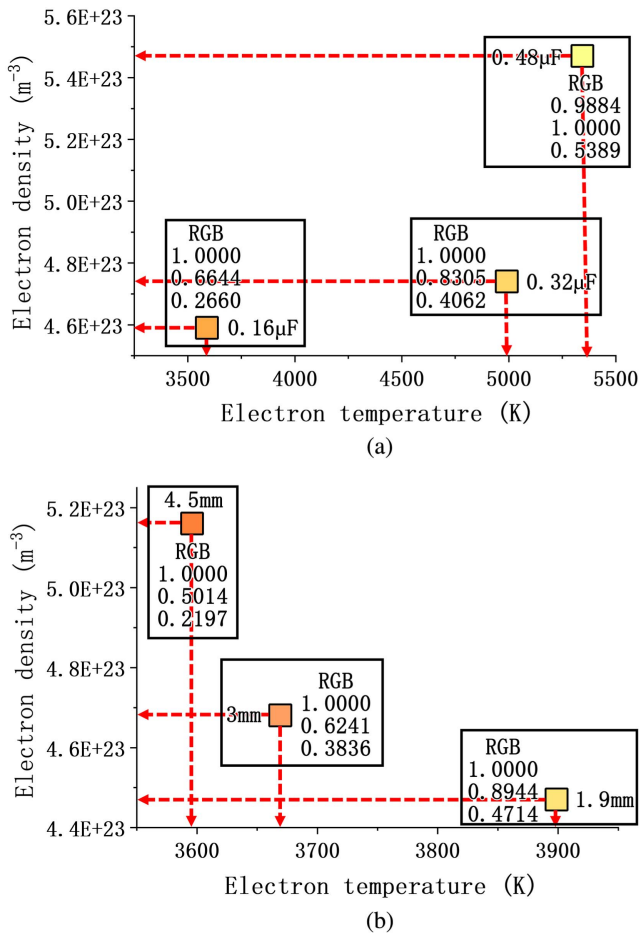 Electron density (m⁻³)
5.6E+23
5.4E+23
5.2E+23
5.0E+23
4.8E+23
4.6E+23
0.48μF
RGB
0.9884
1.0000
0.5389
RGB
1.0000
0.6644
0.2660
0.16μF
RGB
1.0000
0.8305
0.4062
0.32μF
3500
4000
4500
5000
5500
Electron temperature (K)
(a)
Electron density (m⁻³)
5.2E+23
5.0E+23
4.8E+23
4.6E+23
4.4E+23
4.5mm
RGB
1.0000
0.5014
0.2197
3mm
RGB
1.0000
0.6241
0.3836
RGB
1.0000
0.8944
0.4714
1.9mm
3600
3700
3800
3900
Electron temperature (K)
(b)